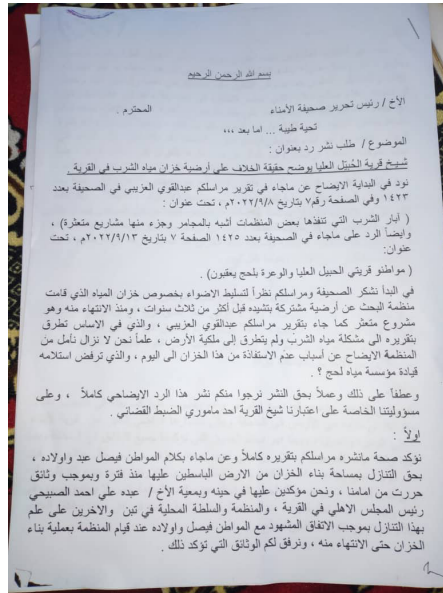 بسم الله الرحمن الرحيم
الأخ / رئيس تحرير صحيفة الأمناء المحترم .
تحية طيبة ... اما بعد ،،،
الموضوع / طلب نشر رد بعنوان :
شيخ قرية الحُبيّل العليا يوضح حقيقة الخلاف على أرضية خزان مياه الشرب في القرية .
نود في البداية الايضاح عن ماجاء في تقرير مراسلكم عبدالقوي العزيبي في الصحيفة بعدد
١٤٢٣ وفي الصفحة رقم٧ بتاريخ ٢٠٢٢/٩/٨م ، تحت عنوان :
( آبار الشرب التي تنفذها بعض المنظمات أشبه بالمجامر وجزء منها مشاريع متعثرة) ،
وايضاً الرد على ماجاء في الصحيفة بعدد ١٤٢٥ الصفحة ٧ بتاريخ ٢٠٢٢/٩/١٣م ، تحت
عنوان:
( مواطنو قريتي الحبيل العليا والوعرة بلحج يعقبون) .
في البدأ نشكر الصحيفة ومراسلكم نظراً لتسليط الاضواء بخصوص خزان المياه الذي قامت
منظمة البحث عن أرضية مشتركة بتشيده قبل أكثر من ثلاث سنوات ، ومنذ الانتهاء منه وهو
مشروع متعثر كما جاء بتقرير مراسلكم عبدالقوي العزيبي ، والذي في الاساس تطرق
بتقريره الى مشكلة مياه الشرب ولم يتطرق إلى ملكية الأرض ، علماً نحن لا نزال نأمل من
المنظمة الايضاح عن أسباب عدم الاستفادة من هذا الخزان الى اليوم ، والذي ترفض استلامه
قيادة مؤسسة مياه لحج ؟ .
وعطفاً على ذلك وعملاً بحق النشر نرجوا منكم نشر هذا الرد الايضاحي كاملاً ، وعلى
مسؤوليتنا الخاصة على اعتبارنا شيخ القرية احد ماموري الضبط القضائي .
اولاً :
نؤكد صحة مانشره مراسلكم بتقريره كاملاً وعن ماجاء بكلام المواطن فيصل عبد واولاده ،
بحق التنازل بمساحة بناء الخزان من الارض الباسطين عليها منذ فترة وبموجب وثائق
حررت من امامنا ، ونحن مؤكدين عليها في حينه وبمعية الأخ / عبده علي احمد الصبيحي
رئيس المجلس الاهلي في القرية ، والمنظمة والسلطة المحلية في تبن والاخرين على علم
بهذا التنازل بموجب الاتفاق المشهود مع المواطن فيصل واولاده عند قيام المنظمة بعملية بناء
الخزان حتى الانتهاء منه ، ونرفق لكم الوثائق التي تؤكد ذلك .